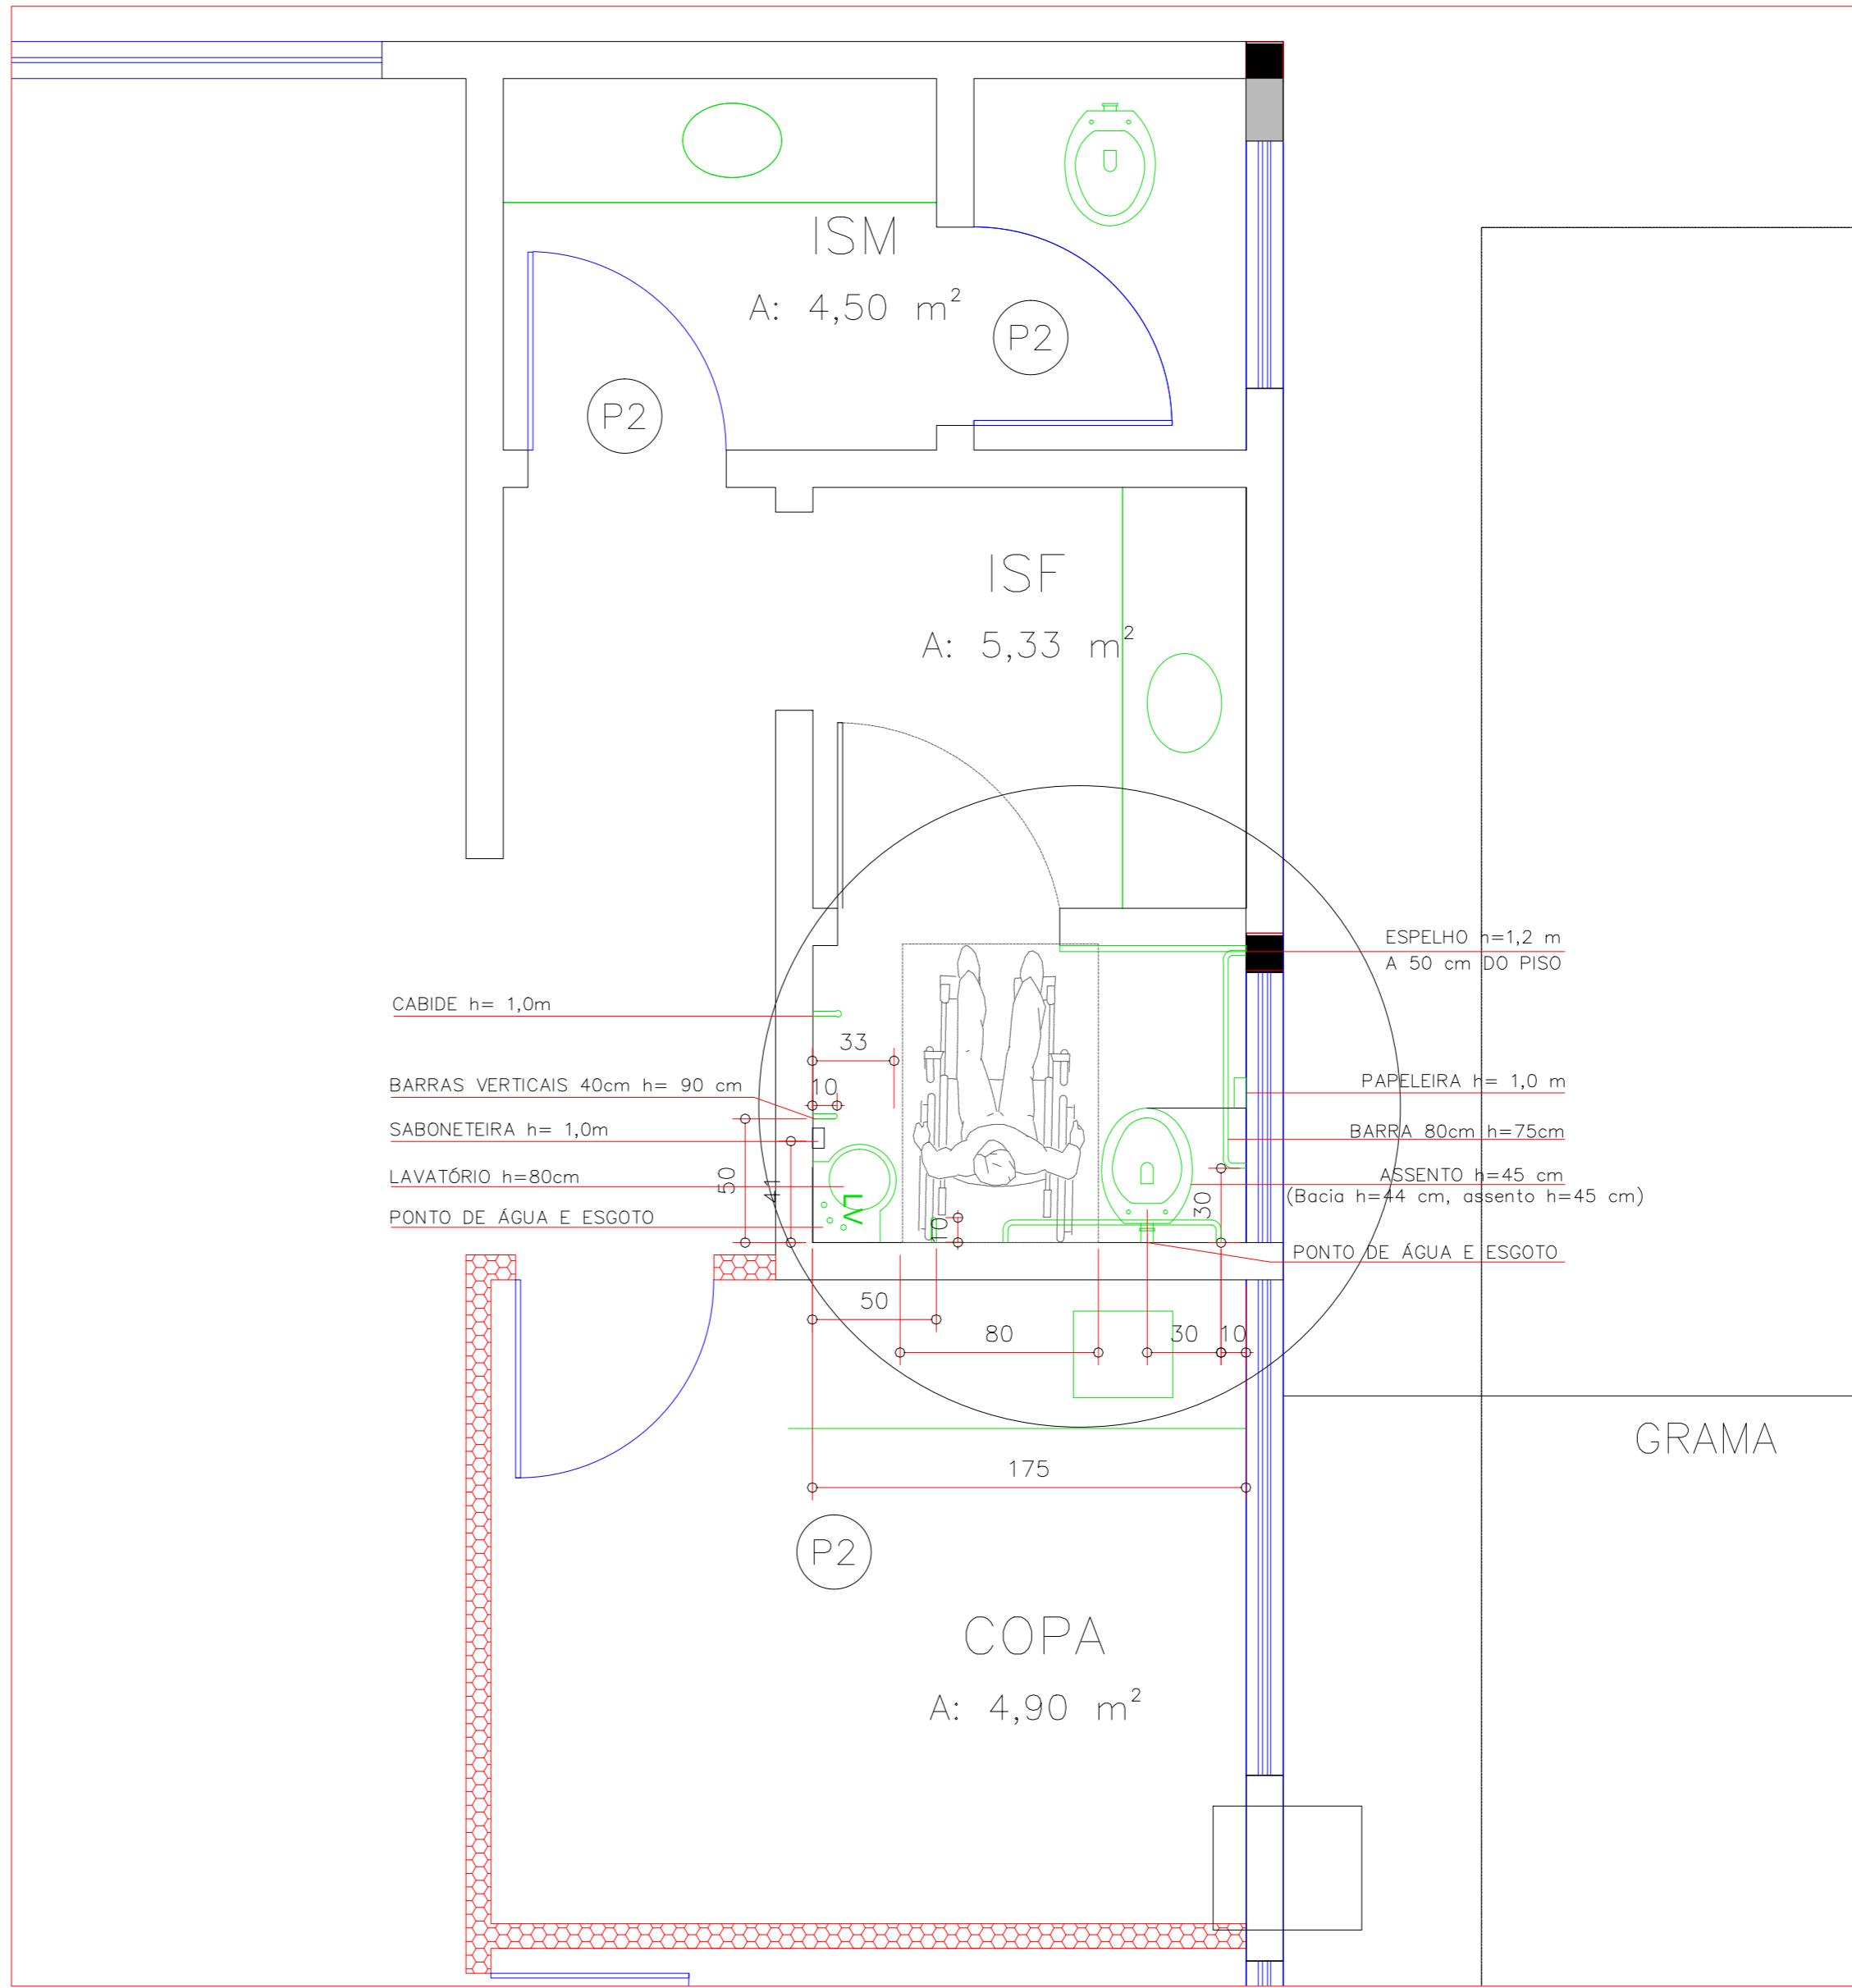 ISM
A: 4,50 m²
P2
P2
ISF
A: 5,33 m²
ESPELHO h=1,2 m
A 50 cm DO PISO
CABIDE h= 1,0m
33
BARRAS VERTICAIS 40cm h= 90 cm
10
PAPELEIRA h= 1,0 m
SABONETEIRA h= 1,0m
BARRA 80cm h=75cm
LAVATÓRIO h=80cm
50
41
LV
ASSENTO h=45 cm
(Bacia h=44 cm, assento h=45 cm)
30
PONTO DE ÁGUA E ESGOTO
10
PONTO DE ÁGUA E ESGOTO
50
80
30
10
GRAMA
175
P2
COPA
A: 4,90 m²